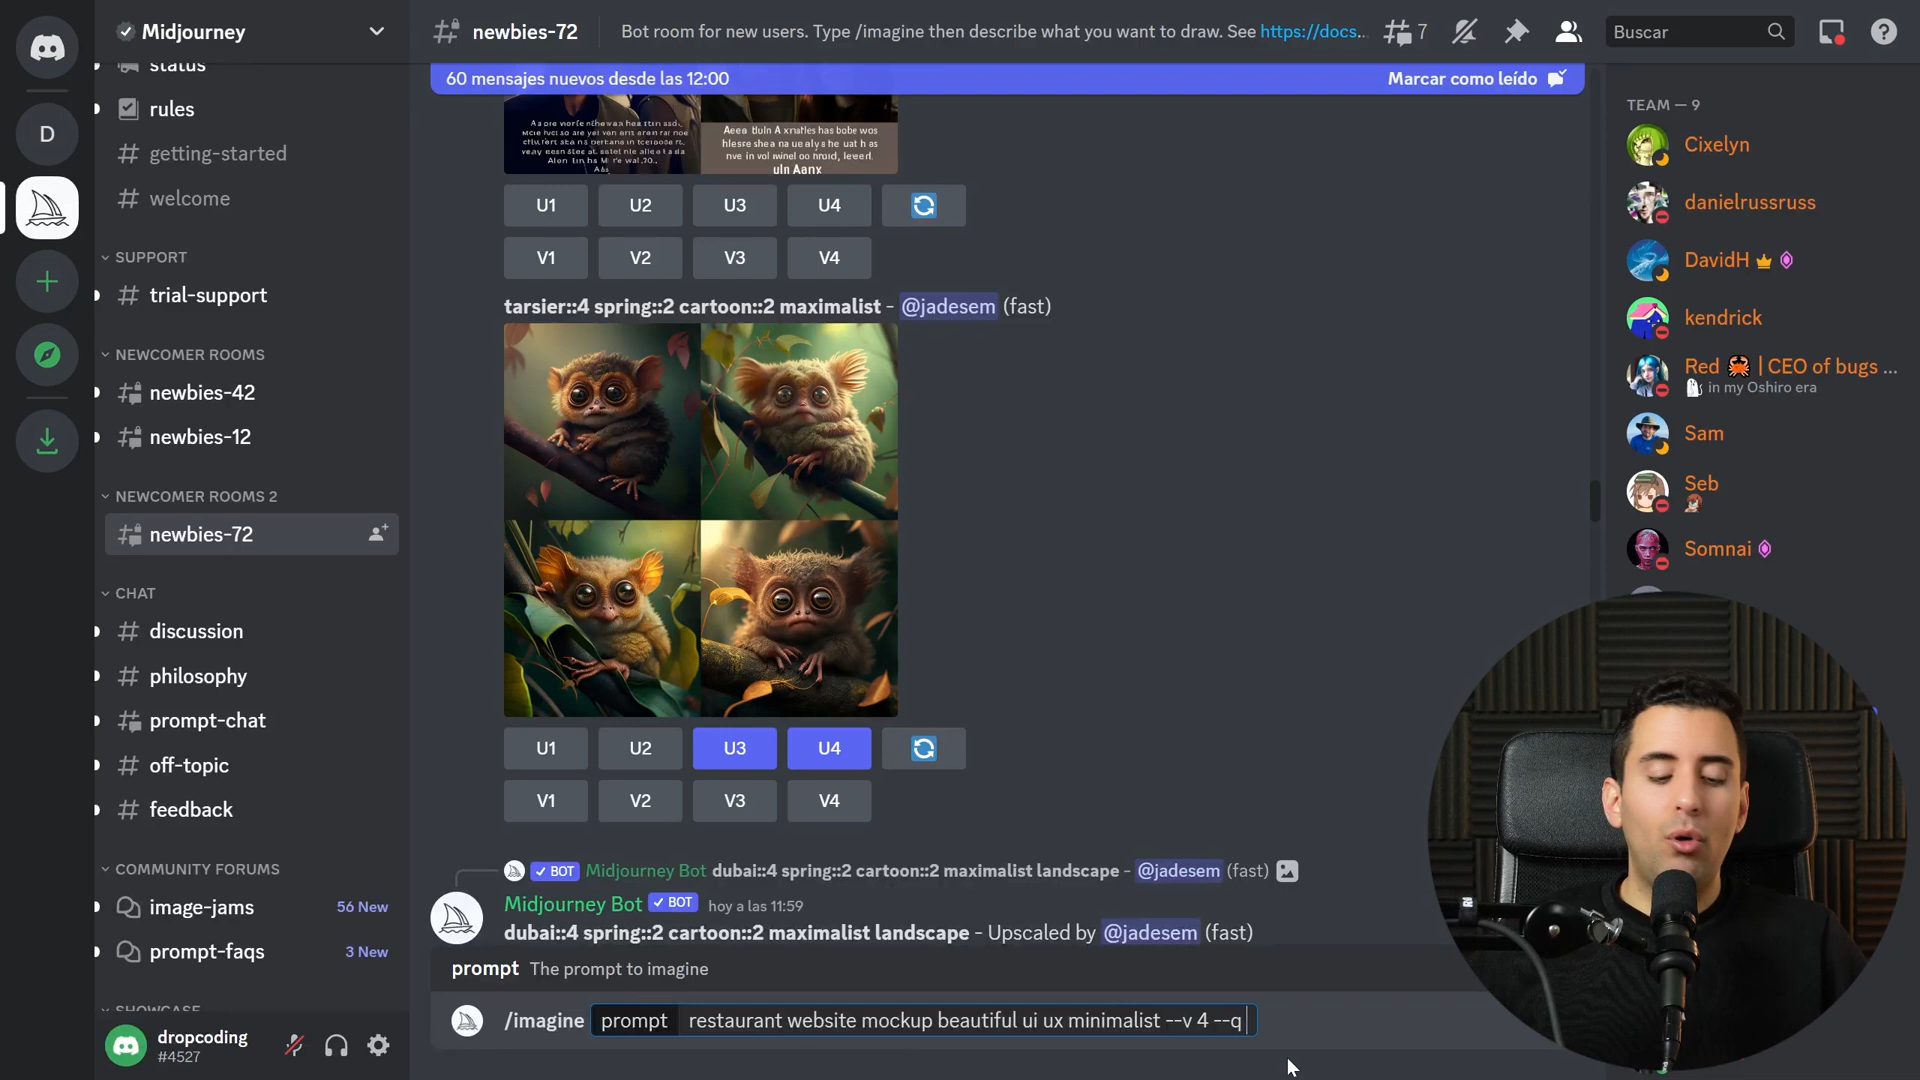 Midjourney
status
rules
getting-started
welcome
SUPPORT
trial-support
NEWCOMER ROOMS
newbies-42
newbies-12
NEWCOMER ROOMS 2
newbies-72
CHAT
discussion
philosophy
prompt-chat
off-topic
feedback
COMMUNITY FORUMS
image-jams 56 New
prompt-faqs 3 New
SHOWCASE
dropcoding
#4527
D
newbies-72 Bot room for new users. Type /imagine then describe what you want to draw. See https://docs... 7 Buscar
60 mensajes nuevos desde las 12:00 Marcar como leído
U1 U2 U3 U4
V1 V2 V3 V4
tarsier::4 spring::2 cartoon::2 maximalist - @jadesem (fast)
U1 U2 U3 U4
V1 V2 V3 V4
BOT Midjourney Bot dubai::4 spring::2 cartoon::2 maximalist landscape - @jadesem (fast)
Midjourney Bot BOT hoy a las 11:59
dubai::4 spring::2 cartoon::2 maximalist landscape - Upscaled by @jadesem (fast)
prompt The prompt to imagine
/imagine prompt restaurant website mockup beautiful ui ux minimalist --v 4 --q
TEAM — 9
Cixelyn
danielrussruss
DavidH
kendrick
Red | CEO of bugs ...
in my Oshiro era
Sam
Seb
Somnai